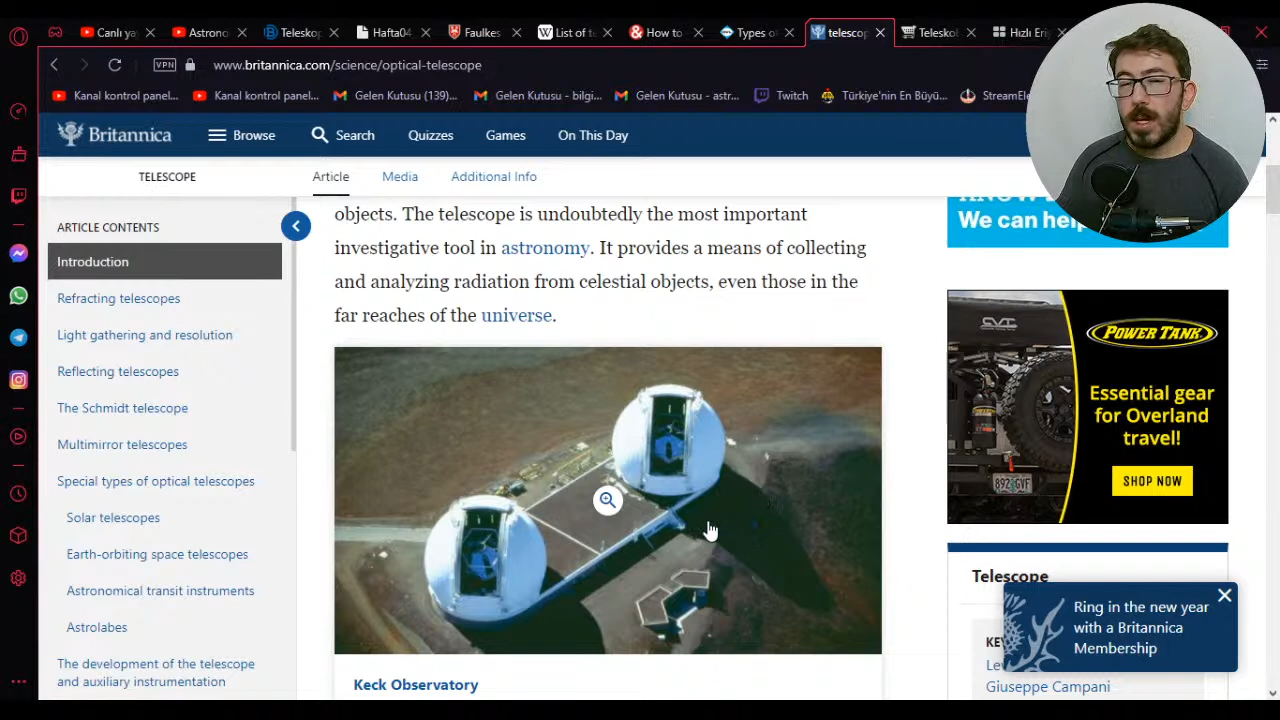 Canlı ya
Astrono
Teleskop
Hafta04
Faulkes
List of te
How to
Types o
telescop
Telesko
Hızlı Eri
VPN
www.britannica.com/science/optical-telescope
Kanal kontrol panel...
Kanal kontrol panel...
Gelen Kutusu (139)...
Gelen Kutusu - bilgi...
Gelen Kutusu - astr...
Twitch
Türkiye'nin En Büyü...
StreamEle
Britannica
Browse
Search
Quizzes
Games
On This Day
TELESCOPE
Article
Media
Additional Info
ARTICLE CONTENTS
Introduction
Refracting telescopes
Light gathering and resolution
Reflecting telescopes
The Schmidt telescope
Multimirror telescopes
Special types of optical telescopes
Solar telescopes
Earth-orbiting space telescopes
Astronomical transit instruments
Astrolabes
The development of the telescope
and auxiliary instrumentation
objects. The telescope is undoubtedly the most important
investigative tool in astronomy. It provides a means of collecting
and analyzing radiation from celestial objects, even those in the
far reaches of the universe.
Keck Observatory
We can help
SVT
POWER TANK
Essential gear
for Overland
travel!
SHOP NOW
Telescope
KE
Le
Giuseppe Campani
Ring in the new year
with a Britannica
Membership